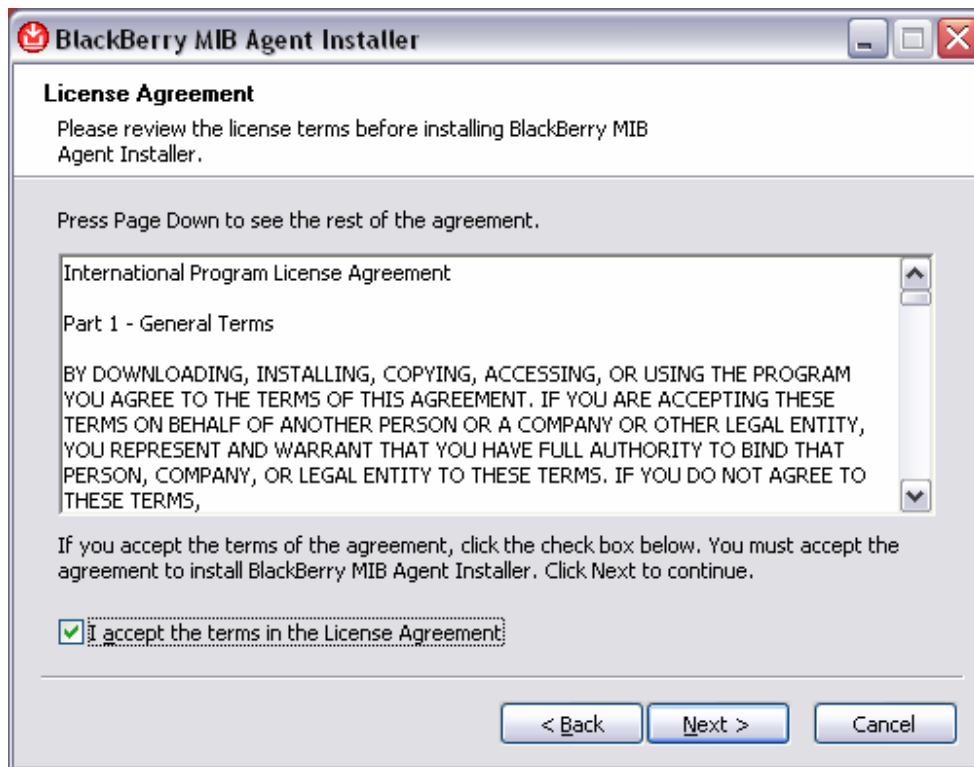 BlackBerry MIB Agent Installer
License Agreement
Please review the license terms before installing BlackBerry MIB
Agent Installer.
Press Page Down to see the rest of the agreement.
International Program License Agreement
Part 1 - General Terms
BY DOWNLOADING, INSTALLING, COPYING, ACCESSING, OR USING THE PROGRAM
YOU AGREE TO THE TERMS OF THIS AGREEMENT. IF YOU ARE ACCEPTING THESE
TERMS ON BEHALF OF ANOTHER PERSON OR A COMPANY OR OTHER LEGAL ENTITY,
YOU REPRESENT AND WARRANT THAT YOU HAVE FULL AUTHORITY TO BIND THAT
PERSON, COMPANY, OR LEGAL ENTITY TO THESE TERMS. IF YOU DO NOT AGREE TO
THESE TERMS,
If you accept the terms of the agreement, click the check box below. You must accept the
agreement to install BlackBerry MIB Agent Installer. Click Next to continue.
I accept the terms in the License Agreement
< Back Next > Cancel